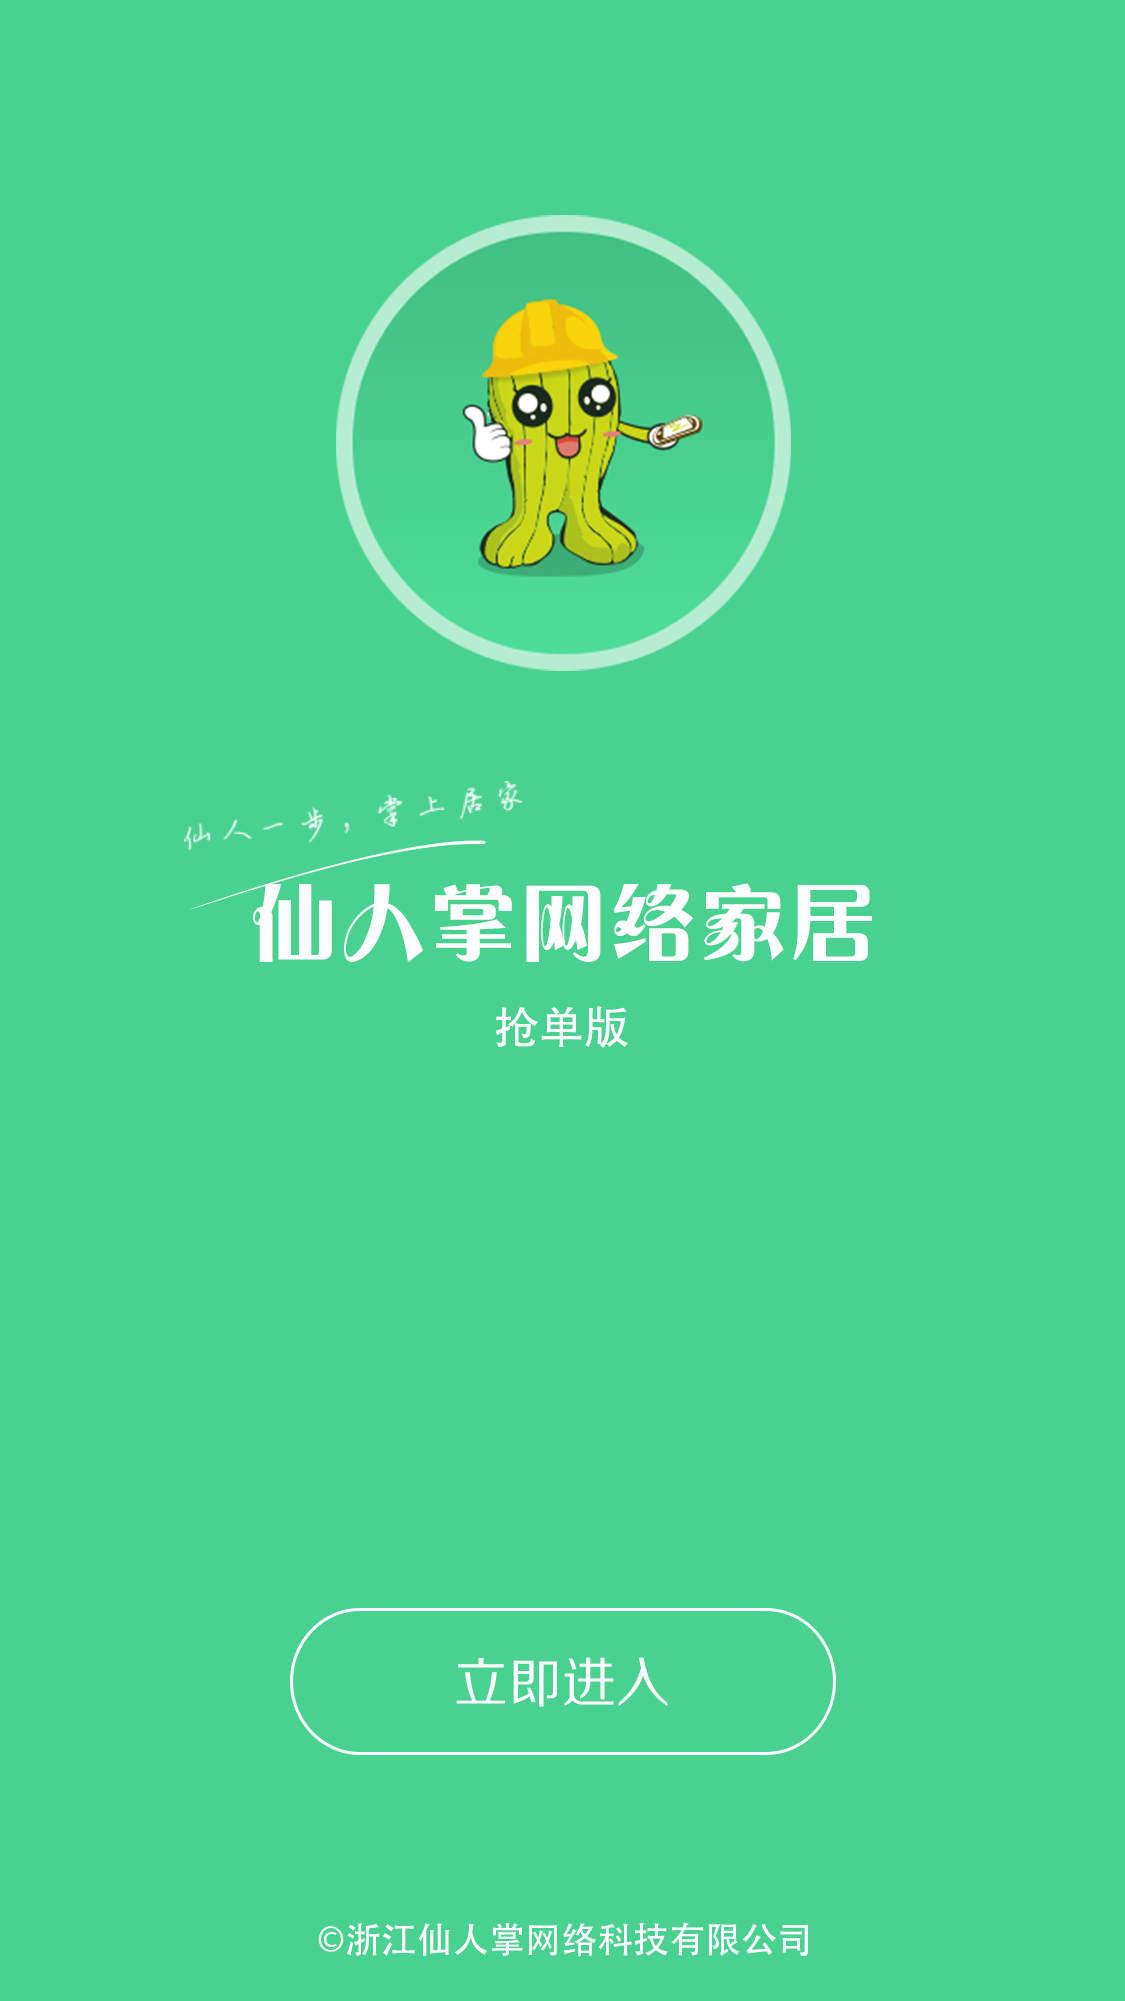 仙人一步，掌上居家
仙人掌网络家居
抢单版
立即进入
©浙江仙人掌网络科技有限公司